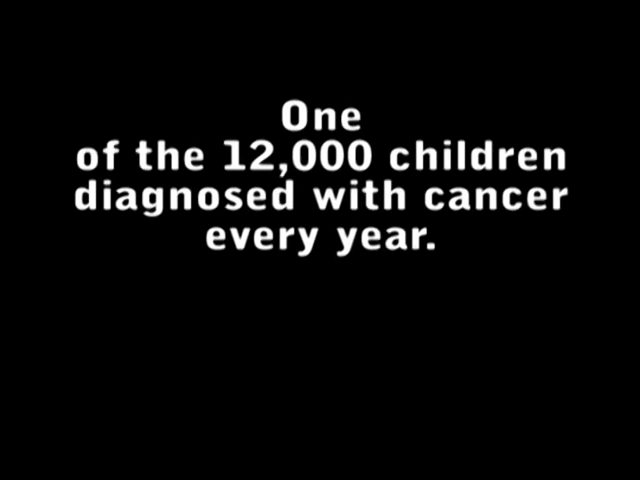 One
of the 12,000 children
diagnosed with cancer
every year.